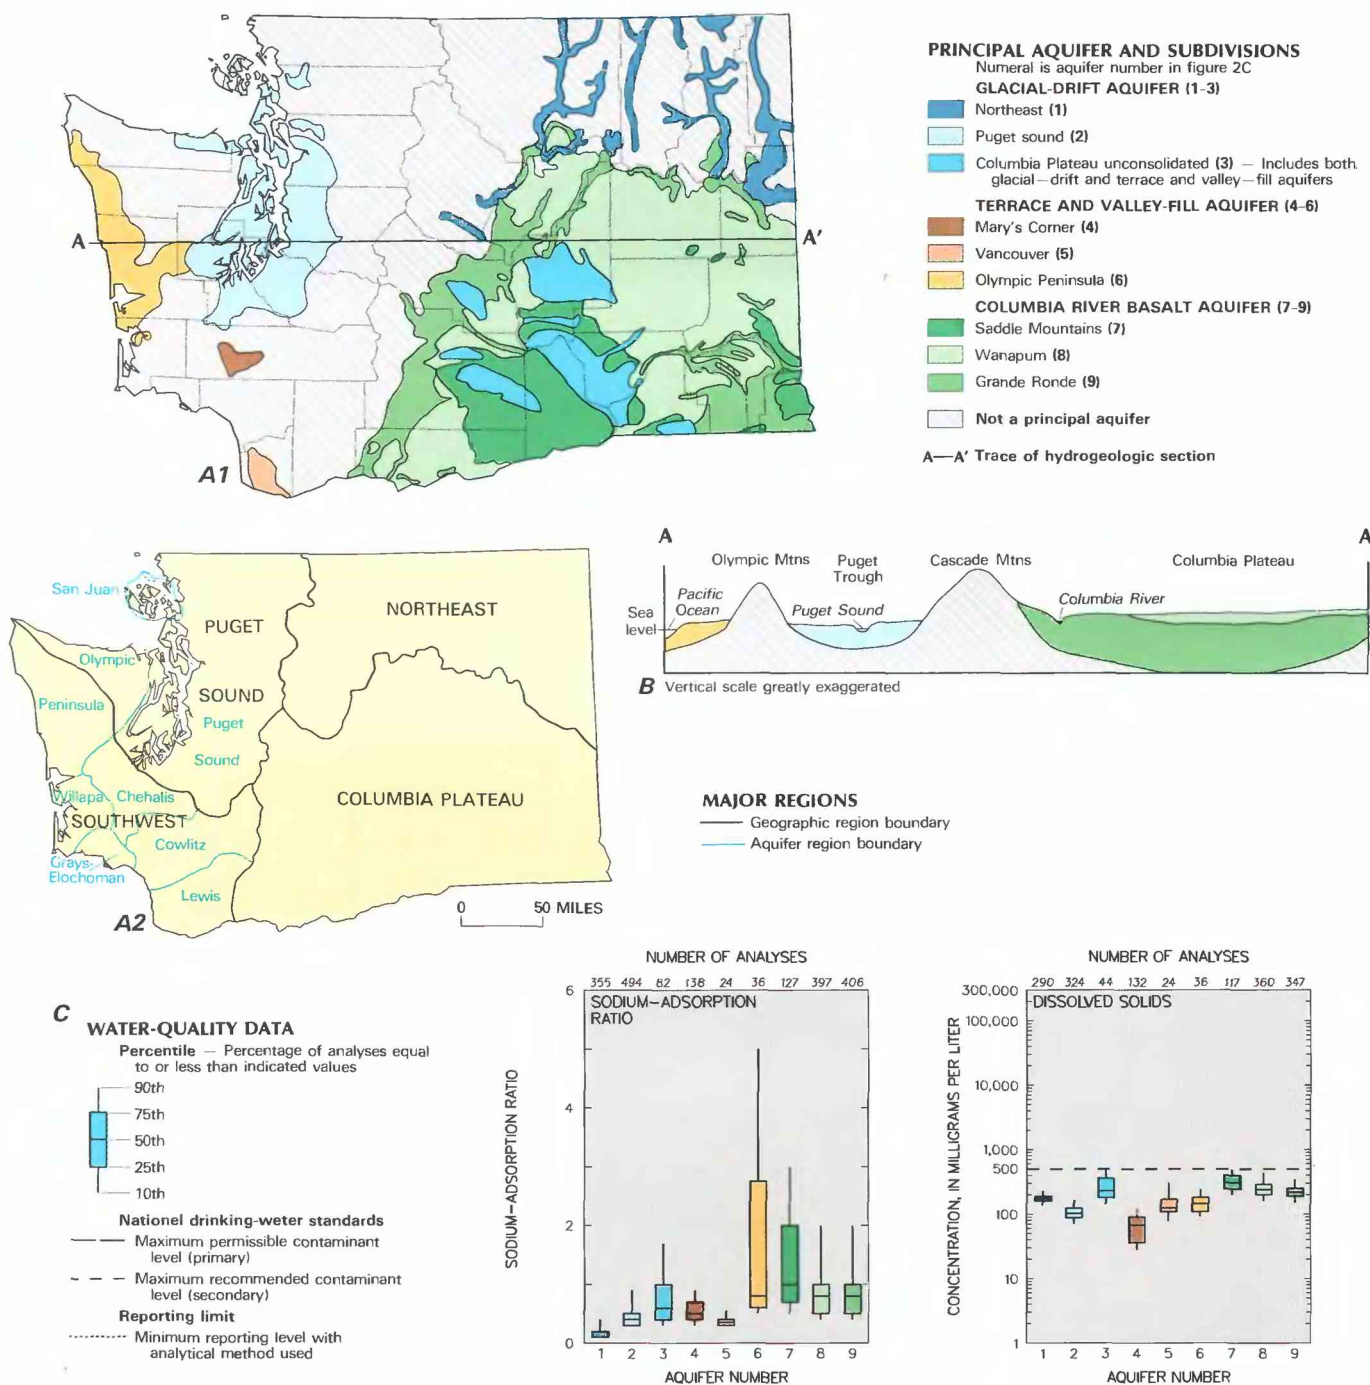 PRINCIPAL AQUIFER AND SUBDIVISIONS
Numeral is aquifer number in figure 2C
GLACIAL-DRIFT AQUIFER (1-3)
Northeast (1)
Puget sound (2)
Columbia Plateau unconsolidated (3) — Includes both
glacial—drift and terrace and valley—fill aquifers
TERRACE AND VALLEY-FILL AQUIFER (4-6)
Mary's Corner (4)
Vancouver (5)
Olympic Peninsula (6)
COLUMBIA RIVER BASALT AQUIFER (7-9)
Saddle Mountains (7)
Wanapum (8)
Grande Ronde (9)
Not a principal aquifer
A—A' Trace of hydrogeologic section
A
A'
A1
San Juan
PUGET
SOUND
NORTHEAST
Olympic
Peninsula
Puget
Sound
Willapa
Chehalis
SOUTHWEST
COLUMBIA PLATEAU
Cowlitz
Grays-
Elochoman
Lewis
0 50 MILES
A2
A
A
Olympic Mtns
Puget
Trough
Cascade Mtns
Columbia Plateau
Pacific
Ocean
Puget Sound
Columbia River
Sea
level
B Vertical scale greatly exaggerated
MAJOR REGIONS
Geographic region boundary
Aquifer region boundary
C WATER-QUALITY DATA
Percentile — Percentage of analyses equal
to or less than indicated values
90th
75th
50th
25th
10th
Nationel drinking-weter standards
Maximum permissible contaminant
level (primary)
Maximum recommended contaminant
level (secondary)
Reporting limit
Minimum reporting level with
analytical method used
NUMBER OF ANALYSES
355 494 82 138 24 36 127 397 406
SODIUM-ADSORPTION
RATIO
SODIUM-ADSORPTION RATIO
6
4
2
0
1 2 3 4 5 6 7 8 9
AQUIFER NUMBER
NUMBER OF ANALYSES
290 324 44 132 24 36 117 360 347
DISSOLVED SOLIDS
CONCENTRATION, IN MILLIGRAMS PER LITER
300,000
100,000
10,000
1,000
500
100
10
1
1 2 3 4 5 6 7 8 9
AQUIFER NUMBER